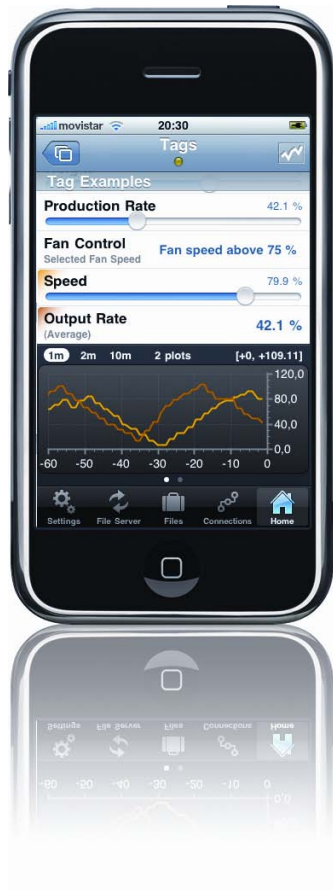 movistar 20:30
Tags
Tag Examples
Production Rate 42.1 %
Fan Control
Selected Fan Speed
Fan speed above 75 %
Speed 79.9 %
Output Rate
(Average)
42.1 %
1m 2m 10m 2 plots [+0, +109.11]
120,0
80,0
40,0
0,0
-60 -50 -40 -30 -20 -10 0
Settings File Server Files Connections Home